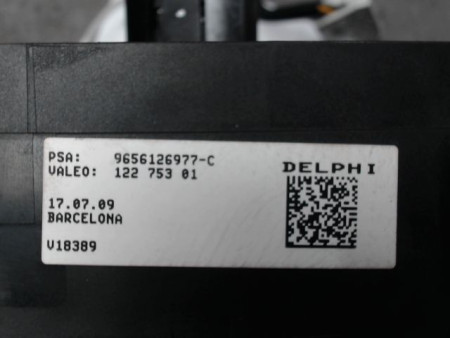 PSA: 9656126977-C
VALEO: 122 753 01
DELPHI
17.07.09
BARCELONA
V18389